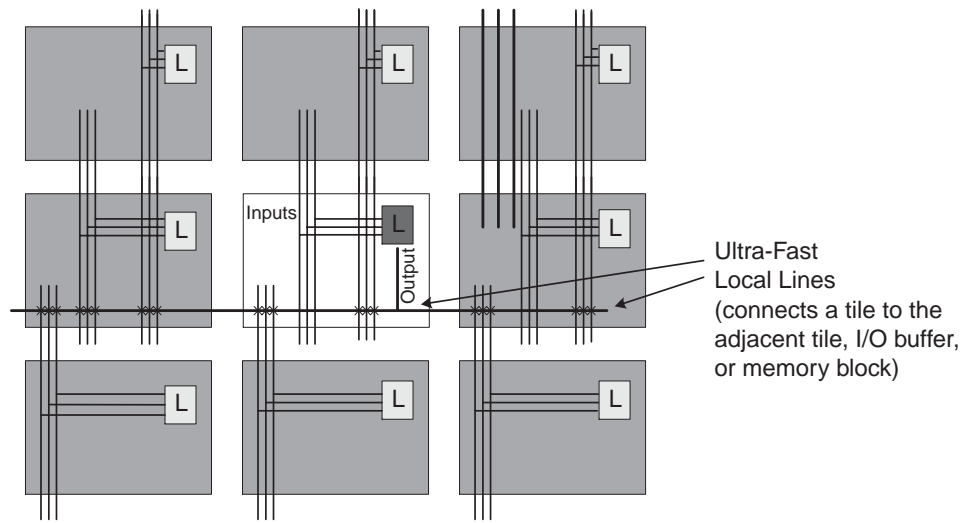 L
L
L
Inputs
L
L
L
Output
Ultra-Fast
Local Lines
(connects a tile to the
adjacent tile, I/O buffer,
or memory block)
L
L
L